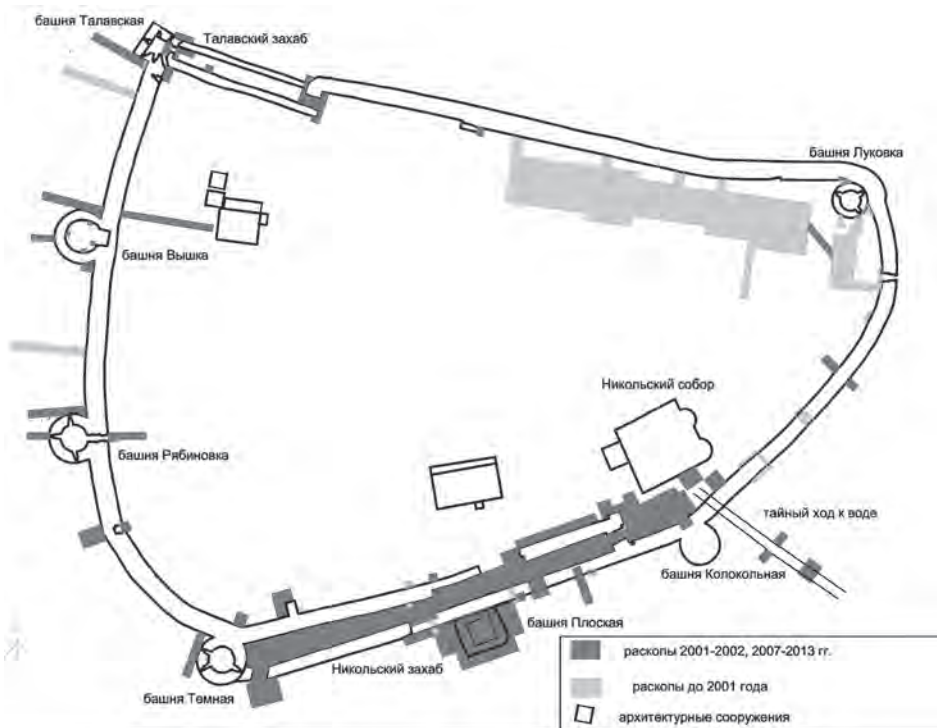 башня Талавская
Талавский захаб
башня Луковка
башня Вышка
Никольский собор
башня Рябиновка
тайный ход к воде
башня Колокольная
башня Плоская
Никольский захаб
башня Темная
раскопы 2001-2002, 2007-2013 гг.
раскопы до 2001 года
архитектурные сооружения